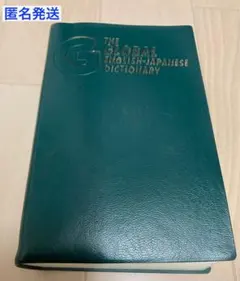 匿名発送
THE
GLOBAL
ENGLISH-JAPANESE
DICTIONARY